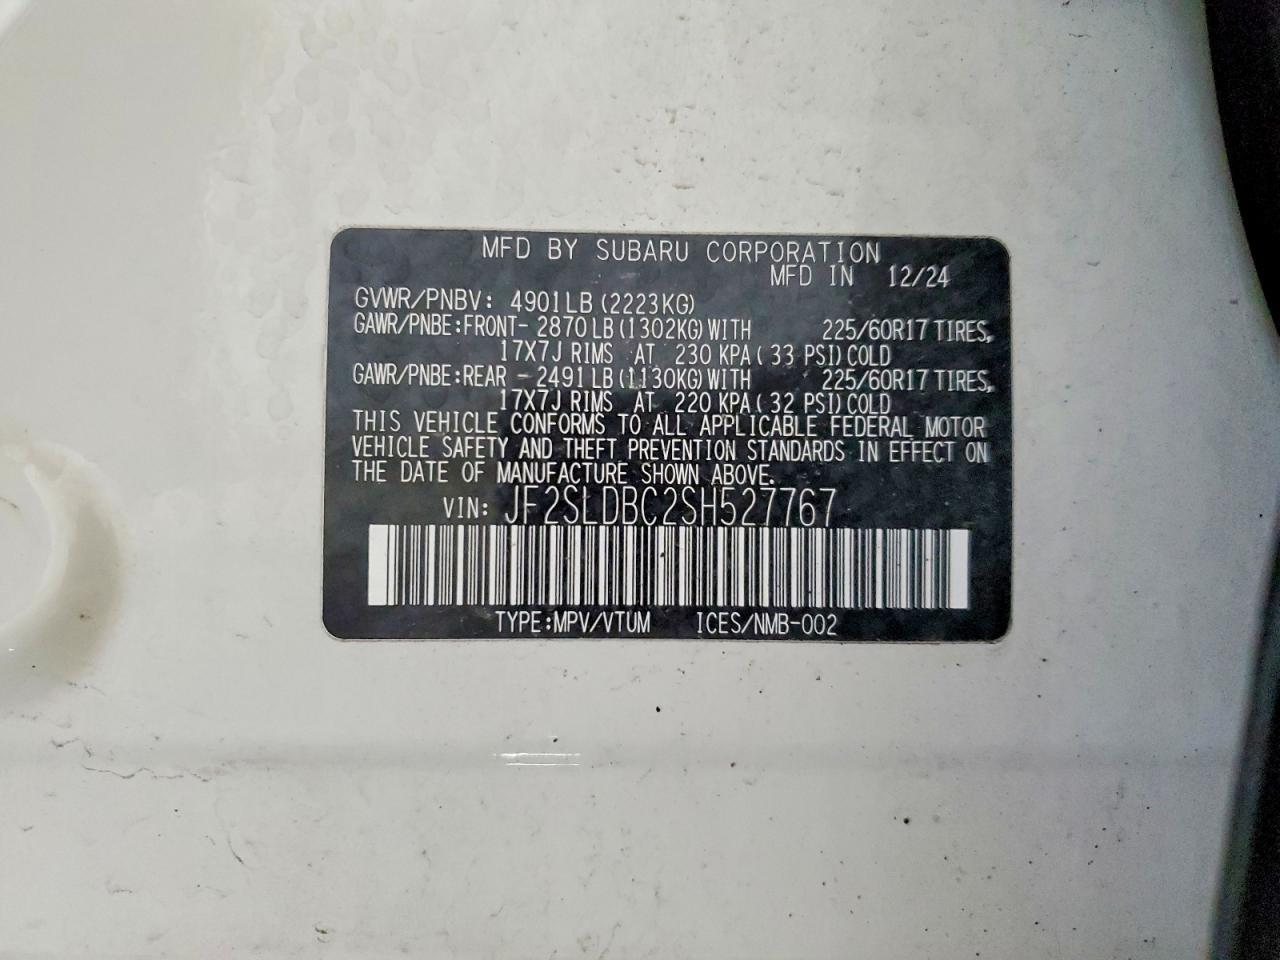 MFD BY SUBARU CORPORATION
MFD IN 12/24
GVWR/PNBV: 4901LB (2223KG)
GAWR/PNBE:FRONT- 2870LB (1302KG) WITH 225/60R17 TIRES,
17X7J RIMS AT 230 KPA ( 33 PSI) COLD
GAWR/PNBE:REAR - 2491LB (1130KG) WITH 225/60R17 TIRES,
17X7J RIMS AT 220 KPA ( 32 PSI) COLD
THIS VEHICLE CONFORMS TO ALL APPLICABLE FEDERAL MOTOR
VEHICLE SAFETY AND THEFT PREVENTION STANDARDS IN EFFECT ON
THE DATE OF MANUFACTURE SHOWN ABOVE.
VIN: JF2SLDBC2SH527767
TYPE:MPV/VTUM ICES/NMB-002